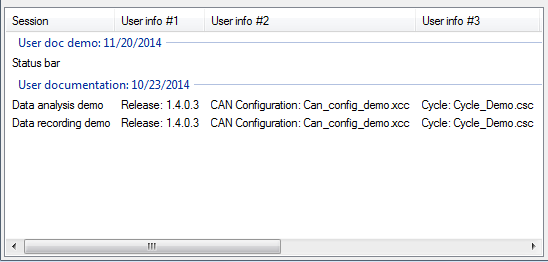 Session User info #1 User info #2 User info #3
User doc demo: 11/20/2014
Status bar
User documentation: 10/23/2014
Data analysis demo Release: 1.4.0.3 CAN Configuration: Can_config_demo.xcc Cycle: Cycle_Demo.csc
Data recording demo Release: 1.4.0.3 CAN Configuration: Can_config_demo.xcc Cycle: Cycle_Demo.csc